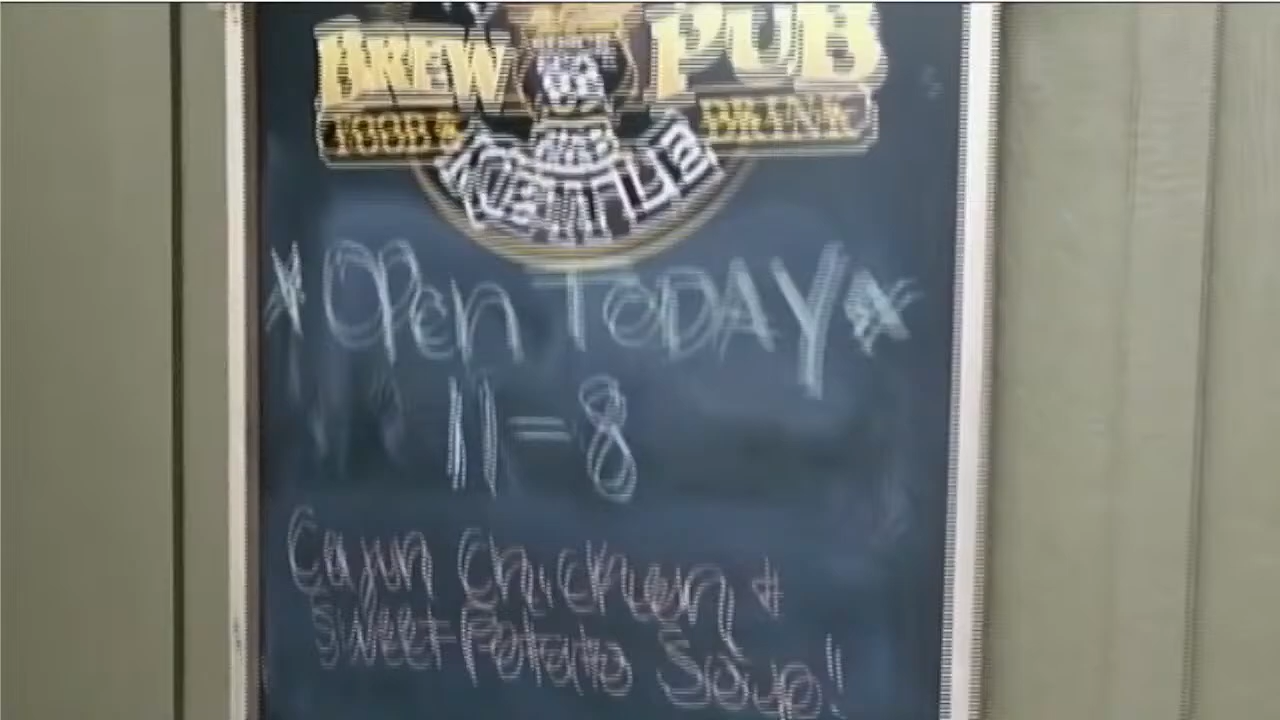 BREW PUB
FOOD & DRINK
*Open TODAY*
11-8
Cajun Chicken &
Sweet Potato Soup!